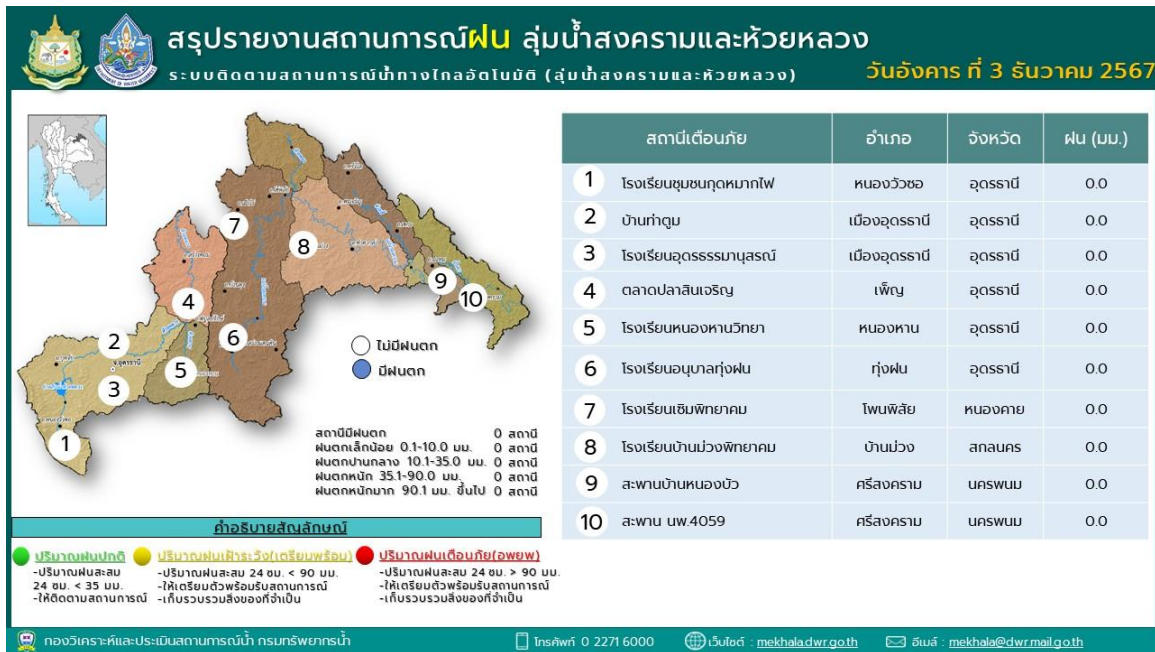 สรุปรายงานสถานการณ์ฝน ลุ่มน้ำสงครามและห้วยหลวง
ระบบติดตามสถานการณ์น้ำทางไกลอัตโนมัติ (ลุ่มน้ำสงครามและห้วยหลวง)
วันอังคาร ที่ 3 ธันวาคม 2567
สถานีเตือนภัย อำเภอ จังหวัด ฝน (มม.)
1 โรงเรียนชุมชนกุดหมากไฟ หนองวัวซอ อุดรธานี 0.0
2 บ้านท่าตูม เมืองอุดรธานี อุดรธานี 0.0
3 โรงเรียนอุดรธรรมานุสรณ์ เมืองอุดรธานี อุดรธานี 0.0
4 ตลาดปลาสินเจริญ เพ็ญ อุดรธานี 0.0
5 โรงเรียนหนองหานวิทยา หนองหาน อุดรธานี 0.0
6 โรงเรียนอนุบาลทุ่งฝน ทุ่งฝน อุดรธานี 0.0
7 โรงเรียนเซิมพิทยาคม โพนพิสัย หนองคาย 0.0
8 โรงเรียนบ้านม่วงพิทยาคม บ้านม่วง สกลนคร 0.0
9 สะพานบ้านหนองบัว ศรีสงคราม นครพนม 0.0
10 สะพาน นพ.4059 ศรีสงคราม นครพนม 0.0
7
8
9
10
4
6
2
5
3
1
จ.อุดรธานี
ไม่มีฝนตก
มีฝนตก
สถานีมีฝนตก 0 สถานี
ฝนตกเล็กน้อย 0.1-10.0 มม. 0 สถานี
ฝนตกปานกลาง 10.1-35.0 มม. 0 สถานี
ฝนตกหนัก 35.1-90.0 มม. 0 สถานี
ฝนตกหนักมาก 90.1 มม. ขึ้นไป 0 สถานี
คำอธิบายสัญลักษณ์
ปริมาณฝนปกติ
-ปริมาณฝนสะสม
24 ชม. < 35 มม.
-ให้ติดตามสถานการณ์
ปริมาณฝนเฝ้าระวัง(เตรียมพร้อม)
-ปริมาณฝนสะสม 24 ชม. < 90 มม.
-ให้เตรียมตัวพร้อมรับสถานการณ์
-เก็บรวบรวมสิ่งของที่จำเป็น
ปริมาณฝนเตือนภัย(อพยพ)
-ปริมาณฝนสะสม 24 ชม. > 90 มม.
-ให้เตรียมตัวพร้อมรับสถานการณ์
-เก็บรวบรวมสิ่งของที่จำเป็น
กองวิเคราะห์และประเมินสถานการณ์น้ำ กรมทรัพยากรน้ำ โทรศัพท์ 0 2271 6000 เว็บไซต์ : mekhala.dwr.go.th อีเมล์ : mekhala@dwr.mail.go.th